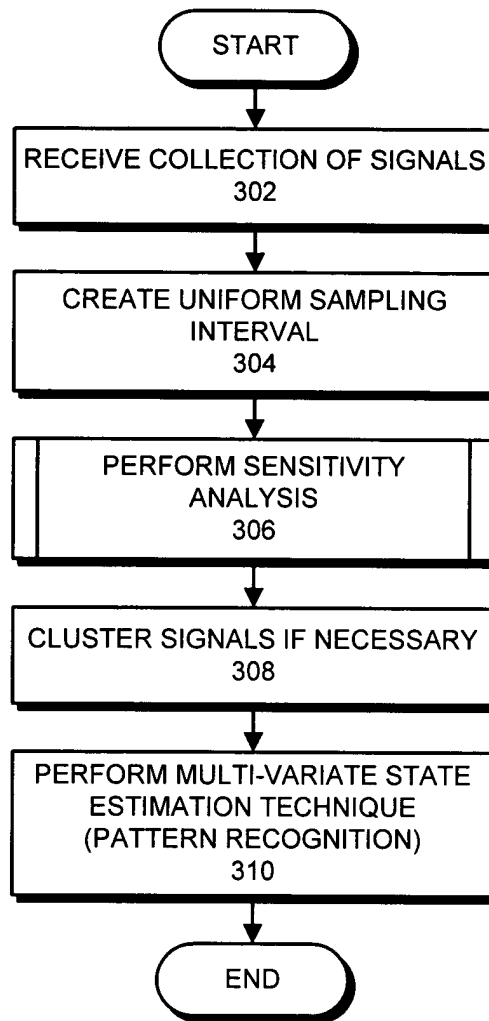 START
RECEIVE COLLECTION OF SIGNALS
302
CREATE UNIFORM SAMPLING
INTERVAL
304
PERFORM SENSITIVITY
ANALYSIS
306
CLUSTER SIGNALS IF NECESSARY
308
PERFORM MULTI-VARIATE STATE
ESTIMATION TECHNIQUE
(PATTERN RECOGNITION)
310
END